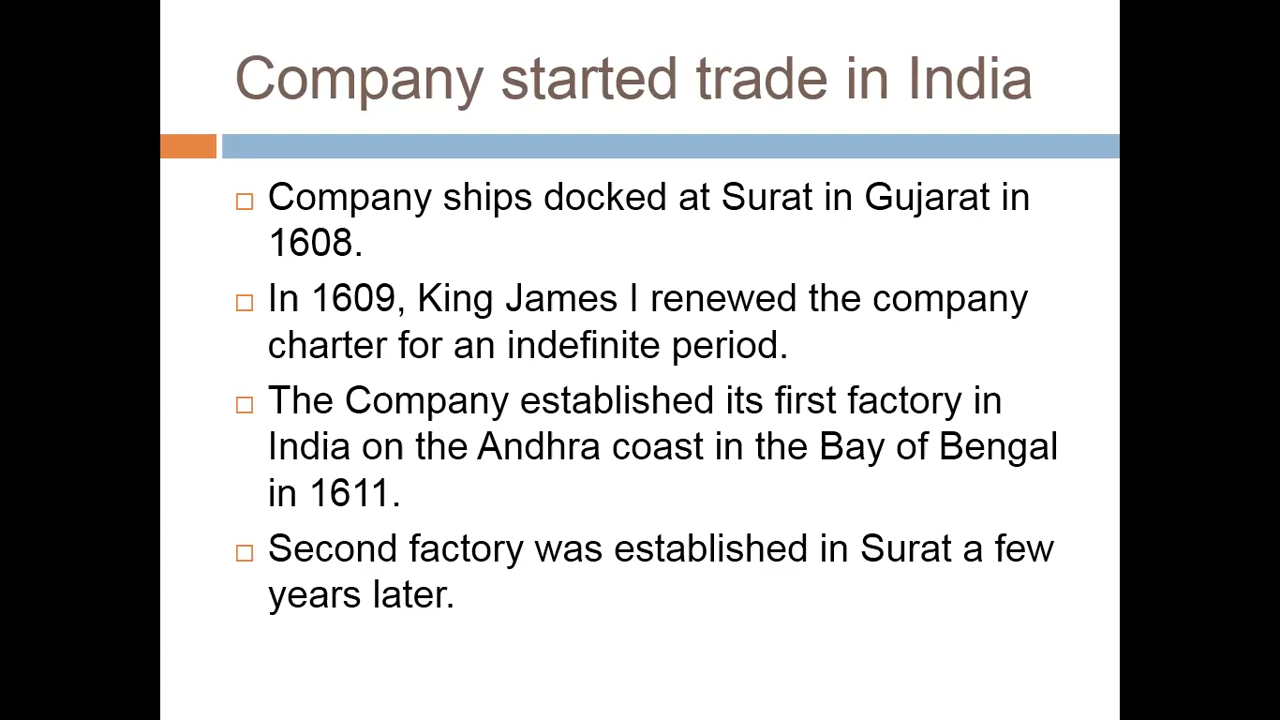 Company started trade in India
Company ships docked at Surat in Gujarat in
1608.
In 1609, King James I renewed the company
charter for an indefinite period.
The Company established its first factory in
India on the Andhra coast in the Bay of Bengal
in 1611.
Second factory was established in Surat a few
years later.